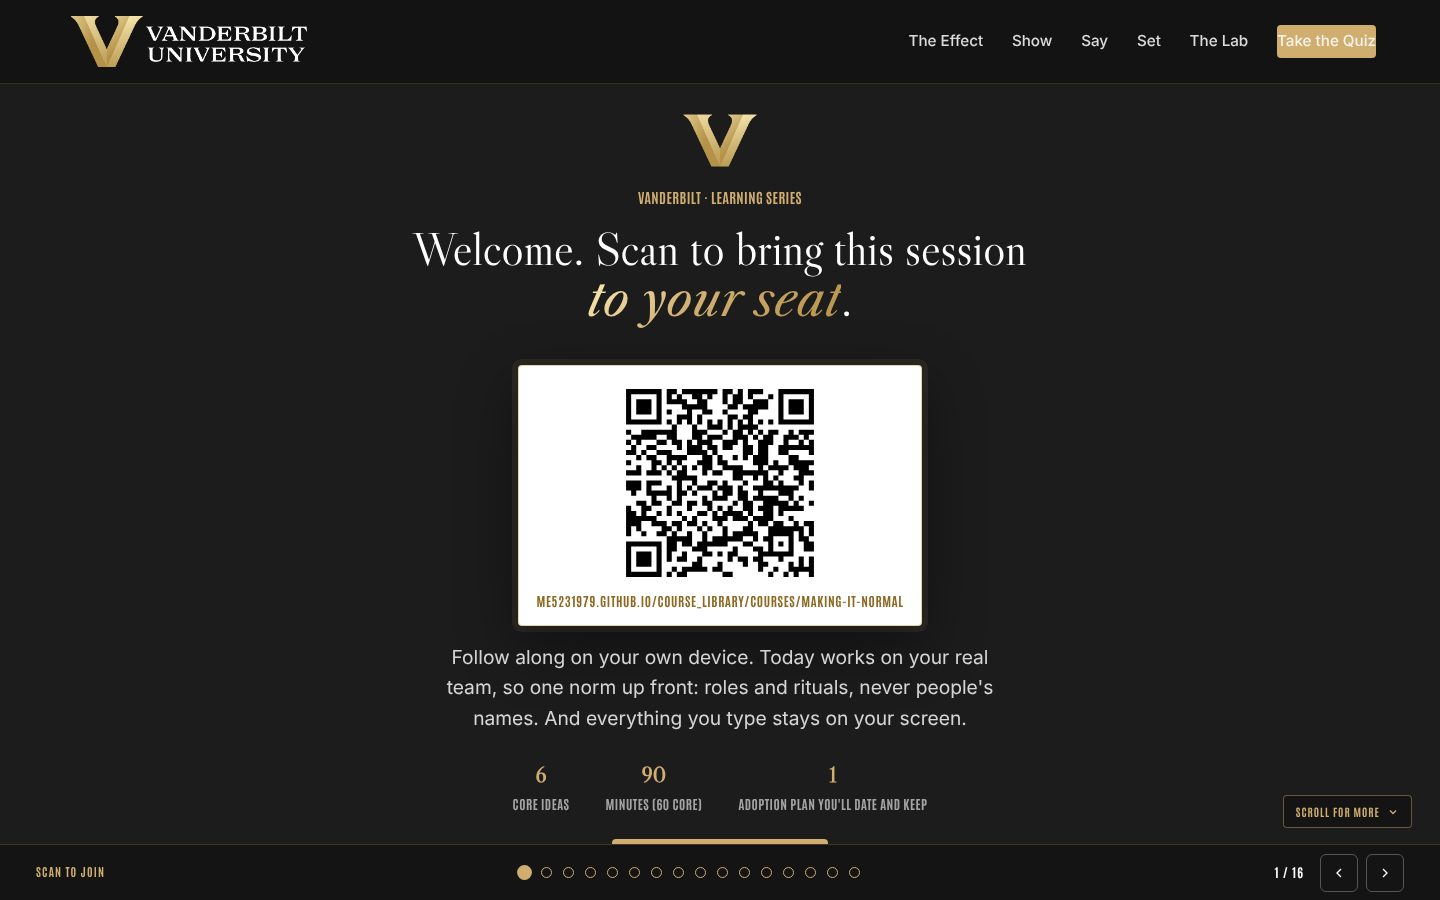 VANDERBILT
UNIVERSITY
The Effect
Show
Say
Set
The Lab
Take the Quiz
VANDERBILT · LEARNING SERIES
Welcome. Scan to bring this session
to your seat.
ME5231979.GITHUB.IO/COURSE_LIBRARY/COURSES/MAKING-IT-NORMAL
Follow along on your own device. Today works on your real
team, so one norm up front: roles and rituals, never people's
names. And everything you type stays on your screen.
6
CORE IDEAS
90
MINUTES (60 CORE)
1
ADOPTION PLAN YOU'LL DATE AND KEEP
SCROLL FOR MORE
SCAN TO JOIN
1 / 16